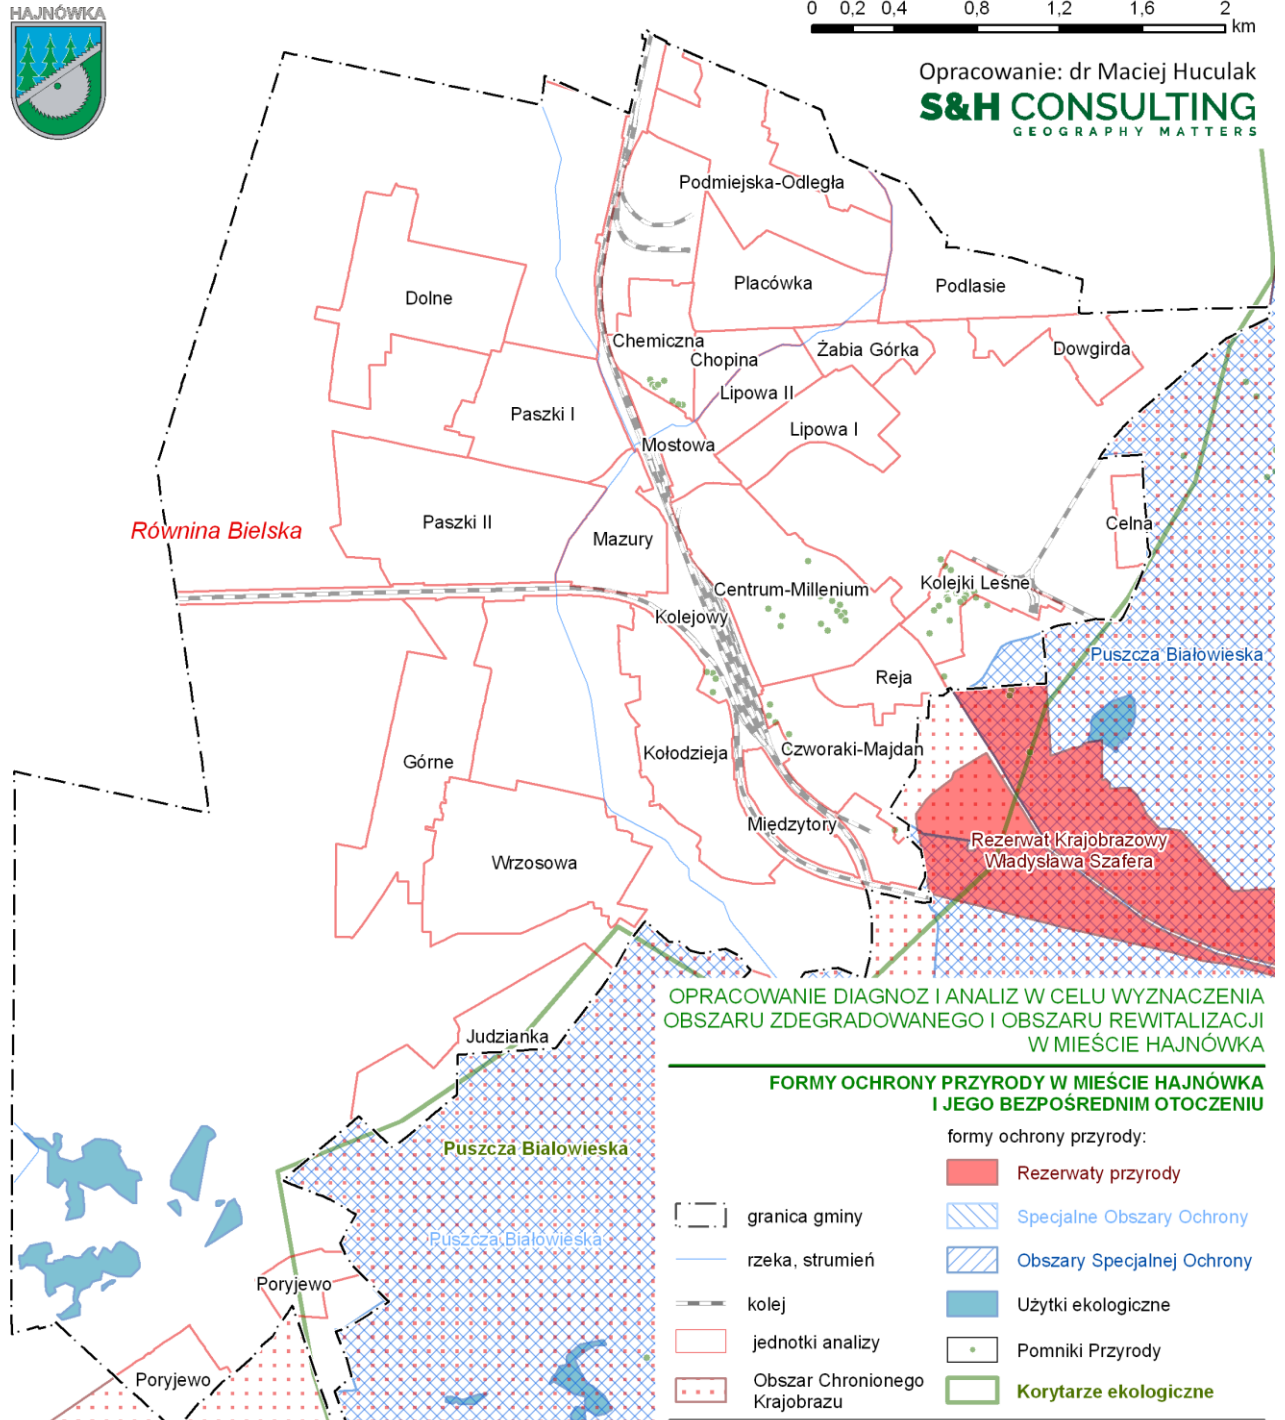 HAJNÓWKA
0 0,2 0,4 0,8 1,2 1,6 2
km
Opracowanie: dr Maciej Huculak
S&H CONSULTING
GEOGRAPHY MATTERS
Podmiejska-Odległa
Placówka
Podlasie
Dolne
Chemiczna
Chopina
Żabia Górka
Dowgirda
Lipowa II
Paszki I
Lipowa I
Mostowa
Paszki II
Równina Bielska
Mazury
Celna
Centrum-Millenium
Kolejki Leśne
Kolejowy
Puszcza Białowieska
Reja
Kołodzieja
Czworaki-Majdan
Górne
Międzytory
Rezerwat Krajobrazowy
Władysława Szafera
Wrzosowa
Judzianka
Puszcza Bialowieska
Puszcza Białowieska
Poryjewo
Poryjewo
OPRACOWANIE DIAGNOZ I ANALIZ W CELU WYZNACZENIA
OBSZARU ZDEGRADOWANEGO I OBSZARU REWITALIZACJI
W MIEŚCIE HAJNÓWKA
FORMY OCHRONY PRZYRODY W MIEŚCIE HAJNÓWKA
I JEGO BEZPOŚREDNIM OTOCZENIU
formy ochrony przyrody:
Rezerwaty przyrody
granica gminy
Specjalne Obszary Ochrony
rzeka, strumień
Obszary Specjalnej Ochrony
kolej
Użytki ekologiczne
jednotki analizy
Pomniki Przyrody
Obszar Chronionego
Krajobrazu
Korytarze ekologiczne